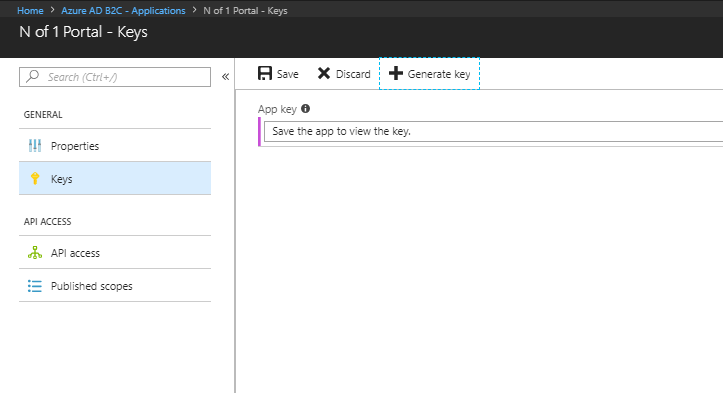 Home > Azure AD B2C - Applications > N of 1 Portal - Keys
N of 1 Portal - Keys
Search (Ctrl+/)
«
Save Discard Generate key
GENERAL
App key
Save the app to view the key.
Properties
Keys
API ACCESS
API access
Published scopes